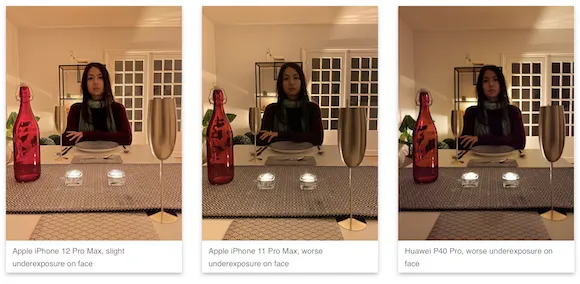 Apple iPhone 12 Pro Max, slight
underexposure on face
Apple iPhone 11 Pro Max, worse
underexposure on face
Huawei P40 Pro, worse underexposure on
face